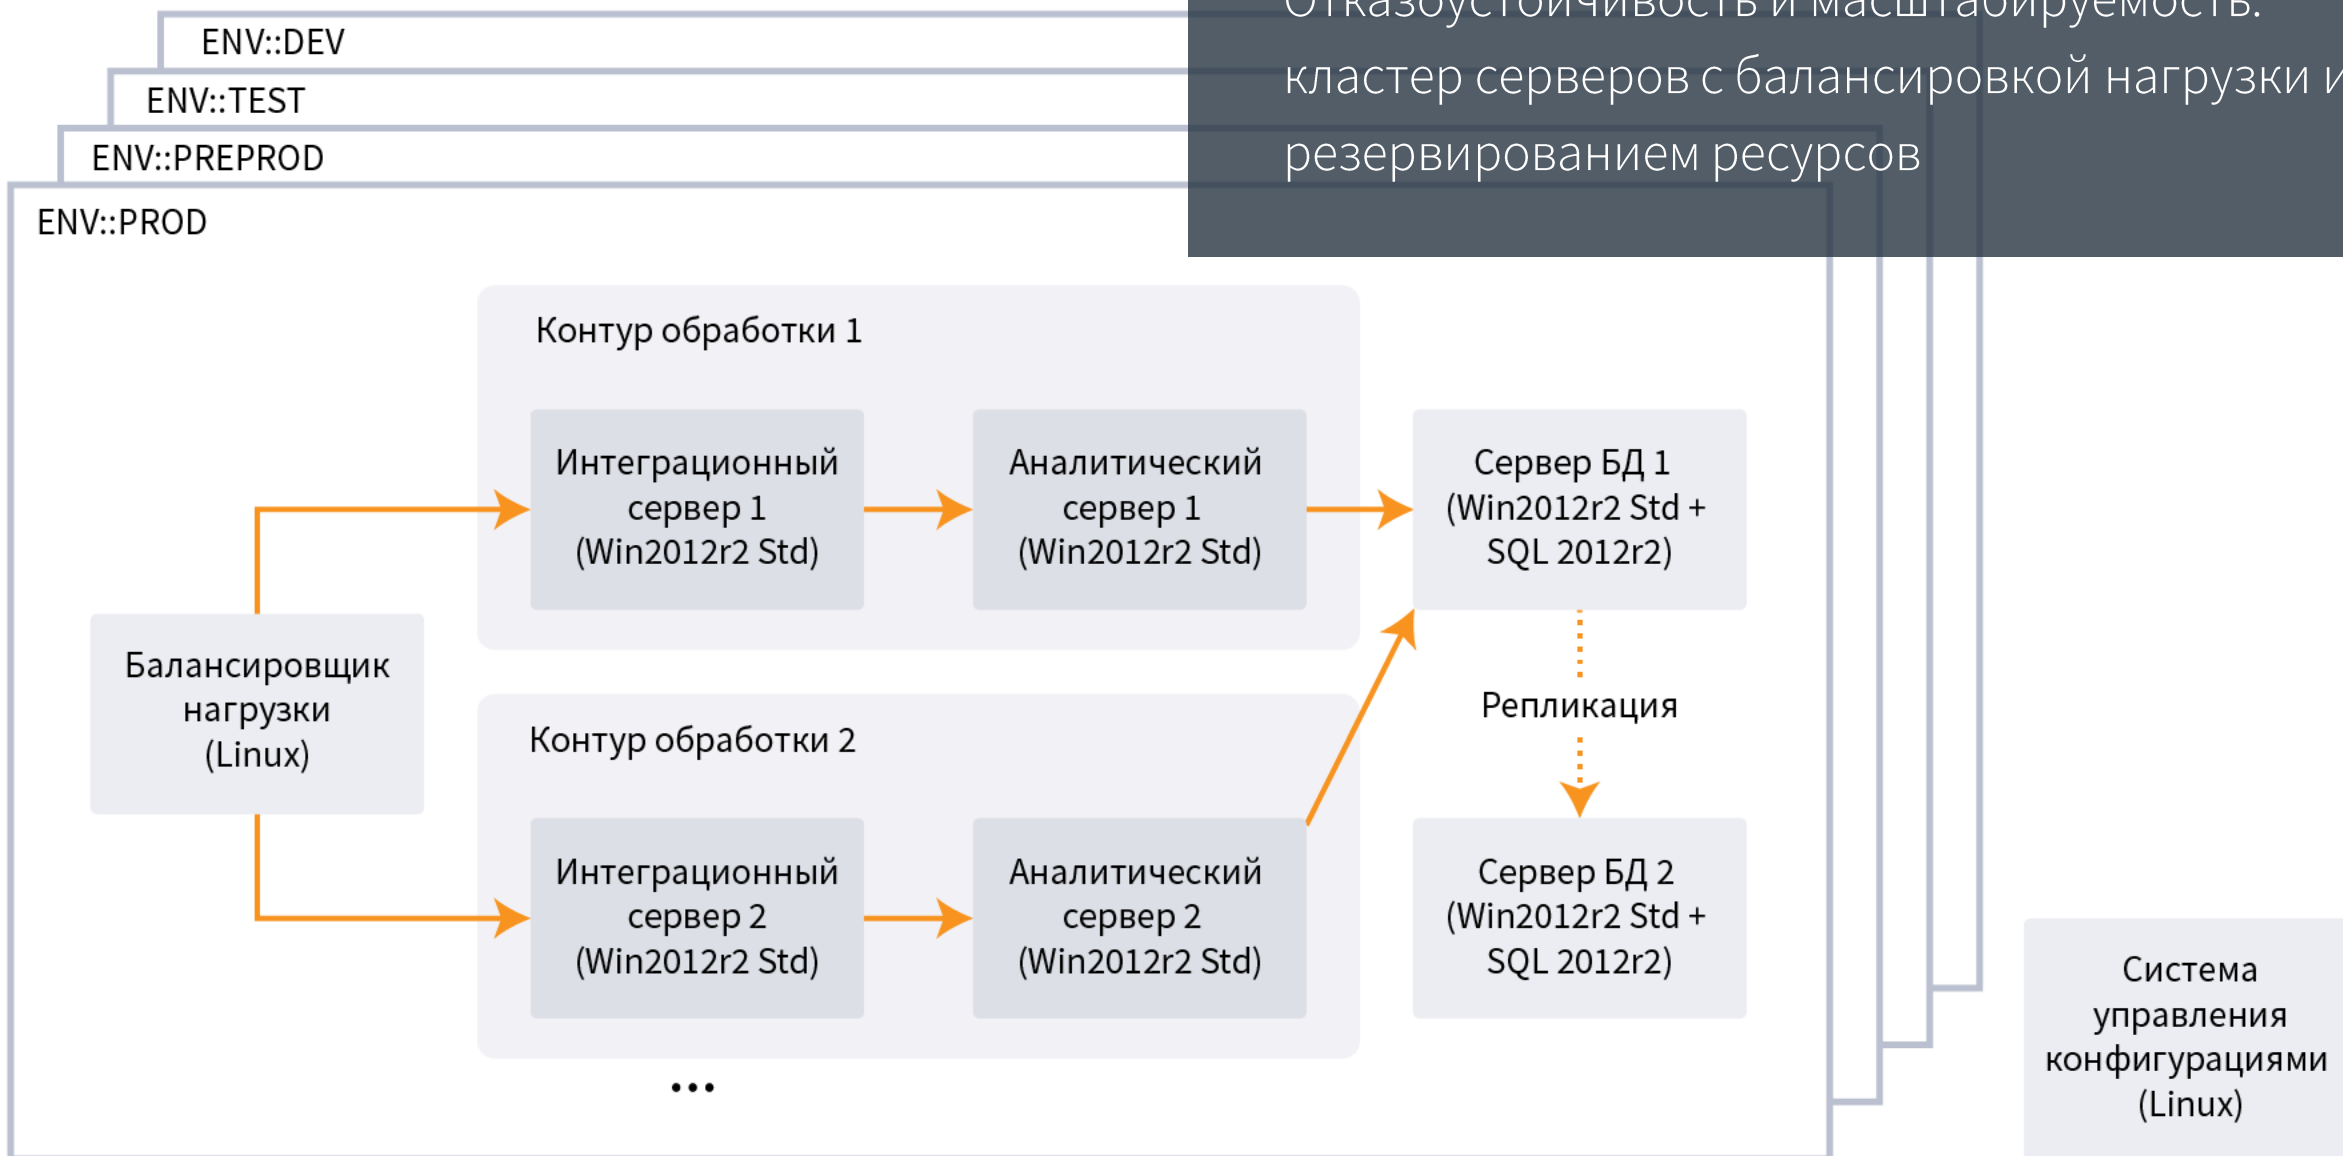 Отказоустойчивость и масштабируемость:
кластер серверов с балансировкой нагрузки и
резервированием ресурсов
ENV::DEV
ENV::TEST
ENV::PREPROD
ENV::PROD
Контур обработки 1
Интеграционный
сервер 1
(Win2012r2 Std)
Аналитический
сервер 1
(Win2012r2 Std)
Сервер БД 1
(Win2012r2 Std +
SQL 2012r2)
Балансировщик
нагрузки
(Linux)
Репликация
Контур обработки 2
Интеграционный
сервер 2
(Win2012r2 Std)
Аналитический
сервер 2
(Win2012r2 Std)
Сервер БД 2
(Win2012r2 Std +
SQL 2012r2)
...
Система
управления
конфигурациями
(Linux)